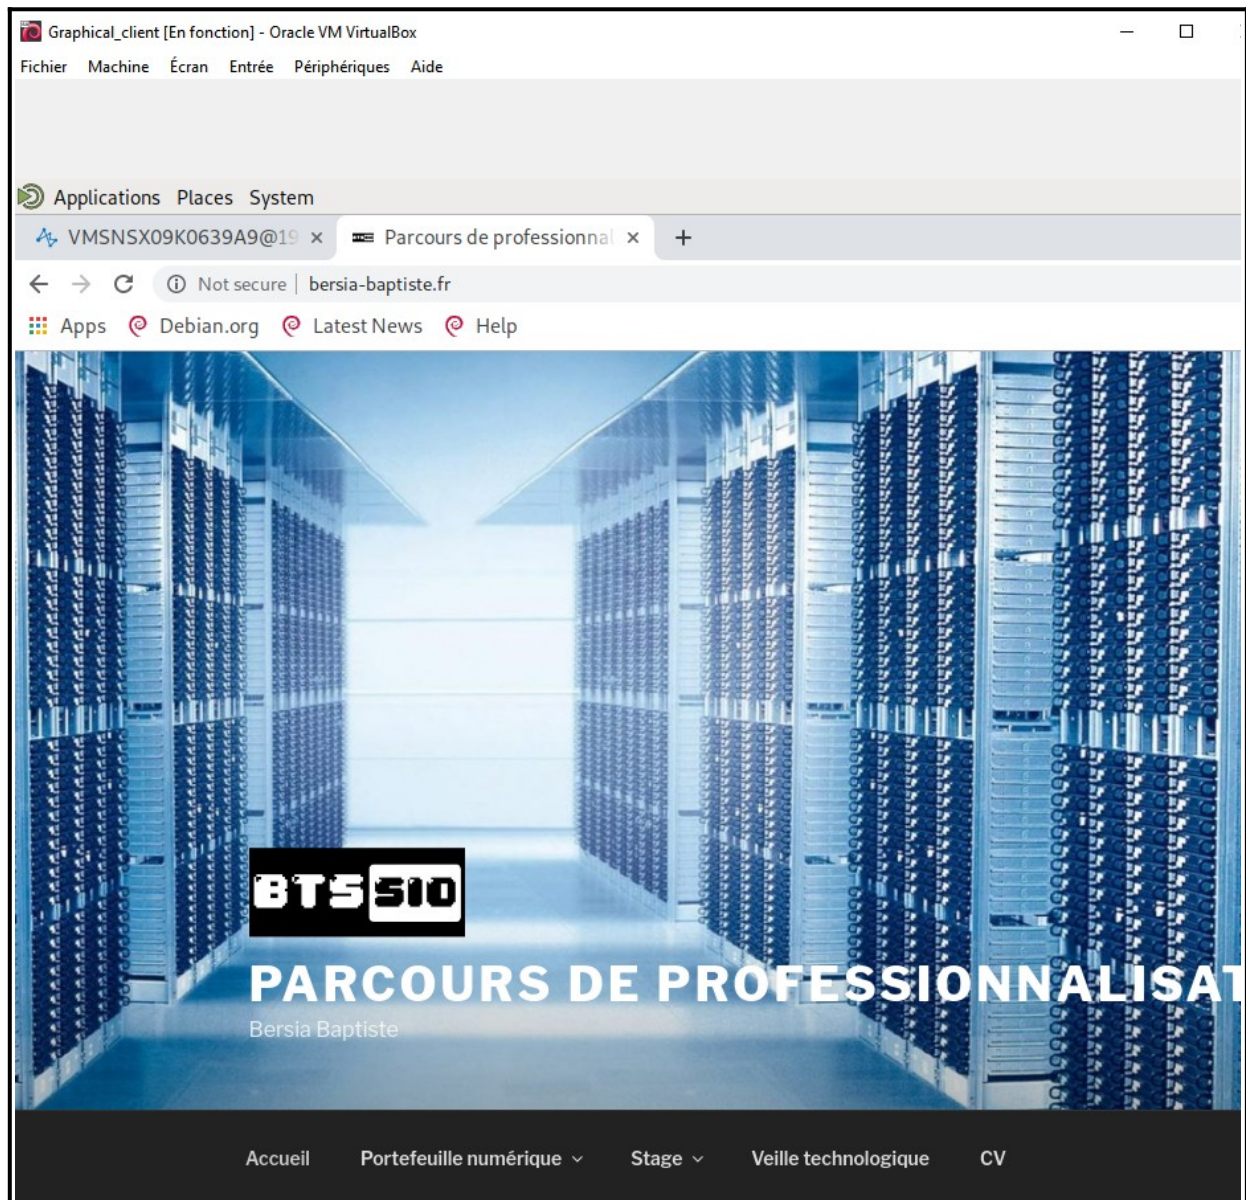 Graphical_client [En fonction] - Oracle VM VirtualBox
Fichier Machine Écran Entrée Périphériques Aide
Applications Places System
VMSNSX09K0639A9@19 Parcours de professionnal
Not secure bersia-baptiste.fr
Apps Debian.org Latest News Help
BTS SIO
PARCOURS DE PROFESSIONNALISAT
Bersia Baptiste
Accueil Portefeuille numérique Stage Veille technologique CV